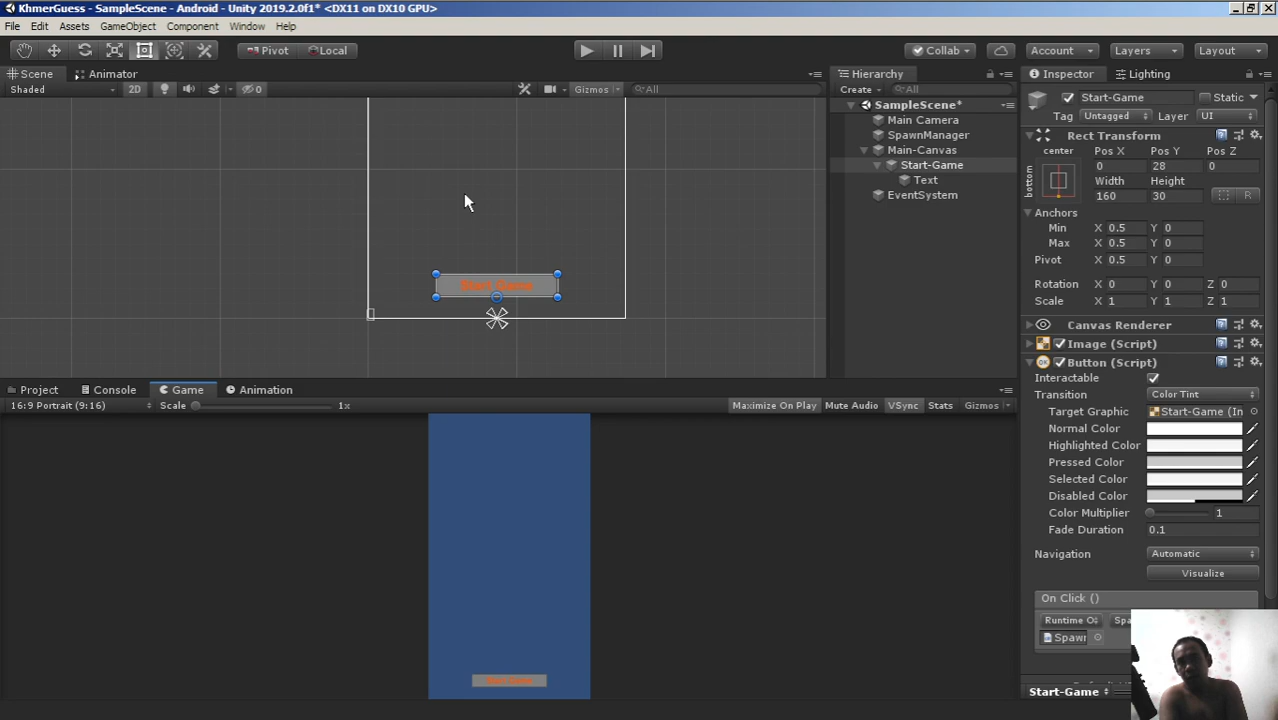 KhmerGuess - SampleScene - Android - Unity 2019.2.0f1* <DX11 on DX10 GPU>
File Edit Assets GameObject Component Window Help
Pivot Local Collab Account Layers Layout
Scene Animator
Shaded 2D 0 Gizmos All
Hierarchy
Create All
SampleScene*
Main Camera
SpawnManager
Main-Canvas
Start-Game
Text
EventSystem
Start Game
Inspector Lighting
Start-Game Static
Tag Untagged Layer UI
Rect Transform
center Pos X Pos Y Pos Z
bottom 0 28 0
Width Height
160 30 R
Anchors
Min X 0.5 Y 0
Max X 0.5 Y 0
Pivot X 0.5 Y 0
Rotation X 0 Y 0 Z 0
Scale X 1 Y 1 Z 1
Canvas Renderer
Image (Script)
Button (Script)
Interactable
Transition Color Tint
Target Graphic Start-Game (In
Normal Color
Highlighted Color
Pressed Color
Selected Color
Disabled Color
Color Multiplier 1
Fade Duration 0.1
Navigation Automatic
Visualize
On Click ()
Runtime O Spa
Spawn
Start-Game
Project Console Game Animation
16:9 Portrait (9:16) Scale 1x Maximize On Play Mute Audio VSync Stats Gizmos
Start Game